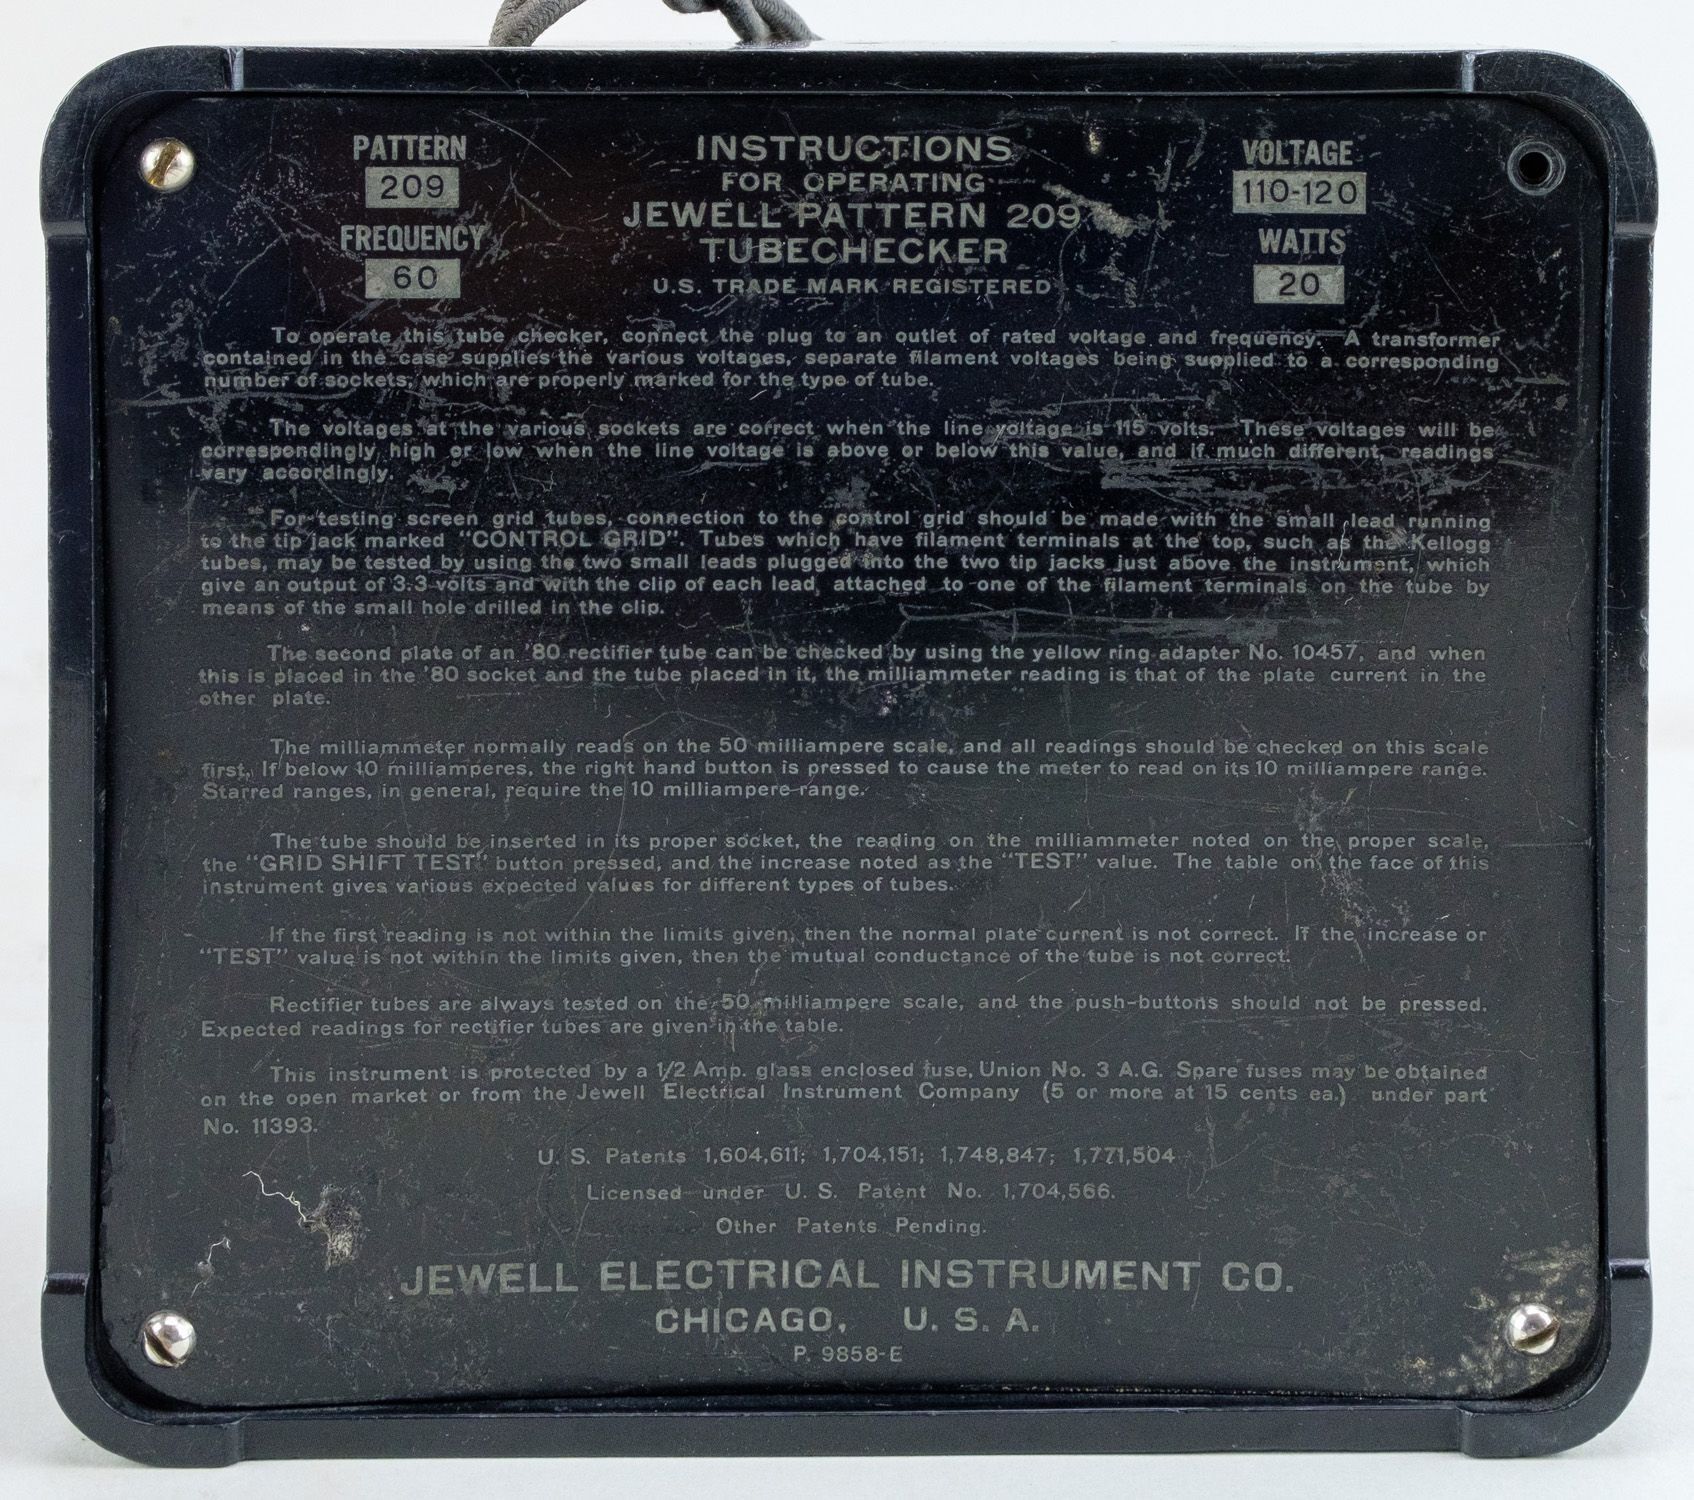 PATTERN
209
FREQUENCY
60
INSTRUCTIONS
FOR OPERATING
JEWELL PATTERN 209
TUBECHECKER
U.S. TRADE MARK REGISTERED
VOLTAGE
110-120
WATTS
20
To operate this tube checker, connect the plug to an outlet of rated voltage and frequency. A transformer
contained in the case supplies the various voltages, separate filament voltages being supplied to a corresponding
number of sockets, which are properly marked for the type of tube.
The voltages at the various sockets are correct when the line voltage is 115 volts. These voltages will be
correspondingly high or low when the line voltage is above or below this value, and if much different, readings
vary accordingly.
For testing screen grid tubes, connection to the control grid should be made with the small lead running
to the tip jack marked "CONTROL GRID". Tubes which have filament terminals at the top, such as the Kellogg
tubes, may be tested by using the two small leads plugged into the two tip jacks just above the instrument, which
give an output of 3.3 volts and with the clip of each lead attached to one of the filament terminals on the tube by
means of the small hole drilled in the clip.
The second plate of an '80 rectifier tube can be checked by using the yellow ring adapter No. 10457, and when
this is placed in the '80 socket and the tube placed in it, the milliammeter reading is that of the plate current in the
other plate.
The milliammeter normally reads on the 50 milliampere scale, and all readings should be checked on this scale
first. If below 10 milliamperes, the right hand button is pressed to cause the meter to read on its 10 milliampere range.
Starred ranges, in general, require the 10 milliampere range.
The tube should be inserted in its proper socket, the reading on the milliammeter noted on the proper scale,
the "GRID SHIFT TEST" button pressed, and the increase noted as the "TEST" value. The table on the face of this
instrument gives various expected values for different types of tubes.
If the first reading is not within the limits given, then the normal plate current is not correct. If the increase or
"TEST" value is not within the limits given, then the mutual conductance of the tube is not correct.
Rectifier tubes are always tested on the 50 milliampere scale, and the push-buttons should not be pressed.
Expected readings for rectifier tubes are given in the table.
This instrument is protected by a 1/2 Amp. glass enclosed fuse, Union No. 3 A.G. Spare fuses may be obtained
on the open market or from the Jewell Electrical Instrument Company (5 or more at 15 cents ea.) under part
No. 11393.
U. S. Patents 1,604,611; 1,704,151; 1,748,847; 1,771,504
Licensed under U. S. Patent No. 1,704,566.
Other Patents Pending.
JEWELL ELECTRICAL INSTRUMENT CO.
CHICAGO, U. S. A.
P. 9858-E